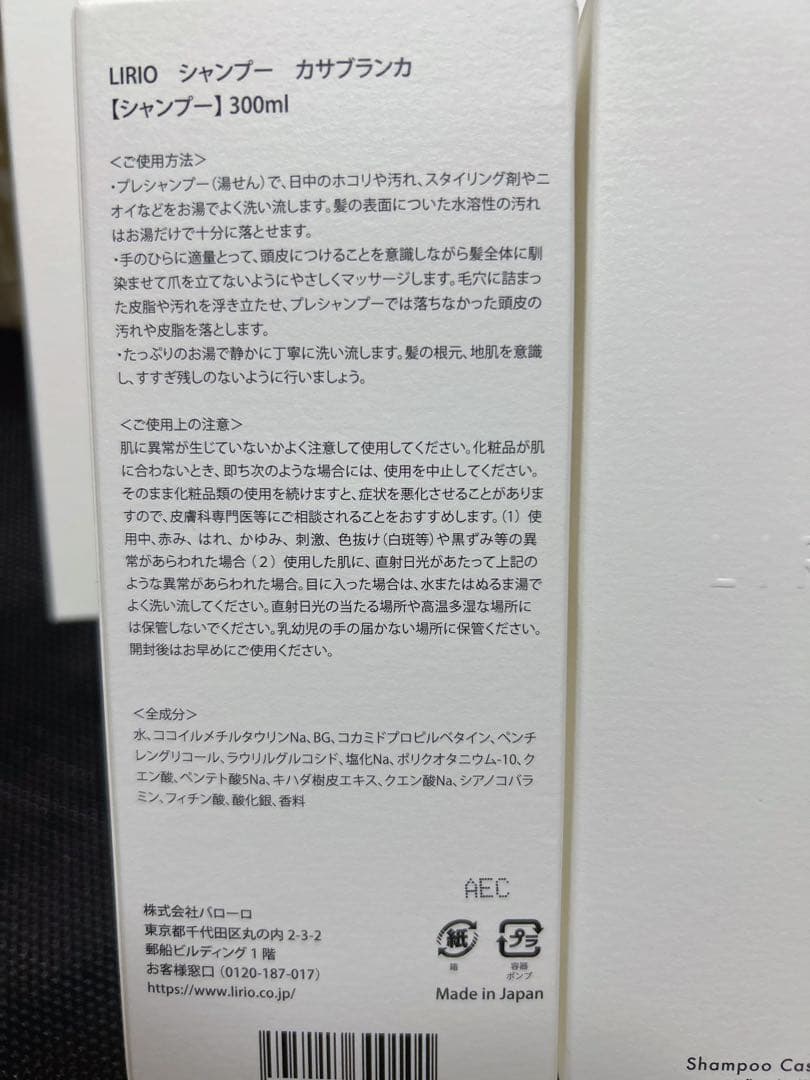 LIRIO　シャンプー　カサブランカ
【シャンプー】300ml
＜ご使用方法＞
・プレシャンプー（湯せん）で、日中のホコリや汚れ、スタイリング剤やニ
オイなどをお湯でよく洗い流します。髪の表面についた水溶性の汚れ
はお湯だけで十分に落とせます。
・手のひらに適量とって、頭皮につけることを意識しながら髪全体に馴
染ませて爪を立てないようにやさしくマッサージします。毛穴に詰まっ
た皮脂や汚れを浮き立たせ、プレシャンプーでは落ちなかった頭皮の
汚れや皮脂を落とします。
・たっぷりのお湯で静かに丁寧に洗い流します。髪の根元、地肌を意識
し、すすぎ残しのないように行いましょう。
＜ご使用上の注意＞
肌に異常が生じていないかよく注意して使用してください。化粧品が肌
に合わないとき、即ち次のような場合には、使用を中止してください。
そのまま化粧品類の使用を続けますと、症状を悪化させることがありま
すので、皮膚科専門医等にご相談されることをおすすめします。（1）使
用中、赤み、はれ、かゆみ、刺激、色抜け（白斑等）や黒ずみ等の異
常があらわれた場合（2）使用した肌に、直射日光があたって上記の
ような異常があらわれた場合。目に入った場合は、水またはぬるま湯で
よく洗い流してください。直射日光の当たる場所や高温多湿な場所に
は保管しないでください。乳幼児の手の届かない場所に保管ください。
開封後はお早めにご使用ください。
＜全成分＞
水、ココイルメチルタウリンNa、BG、コカミドプロピルベタイン、ペンチ
レングリコール、ラウリルグルコシド、塩化Na、ポリクオタニウム-10、ク
エン酸、ペンテト酸5Na、キハダ樹皮エキス、クエン酸Na、シアノコバラ
ミン、フィチン酸、酸化銀、香料
AEC
株式会社バローロ
東京都千代田区丸の内 2-3-2
郵船ビルディング 1 階
お客様窓口（0120-187-017）
https://www.lirio.co.jp/
紙
箱
プラ
容器
ポンプ
Made in Japan
Shampoo Cas